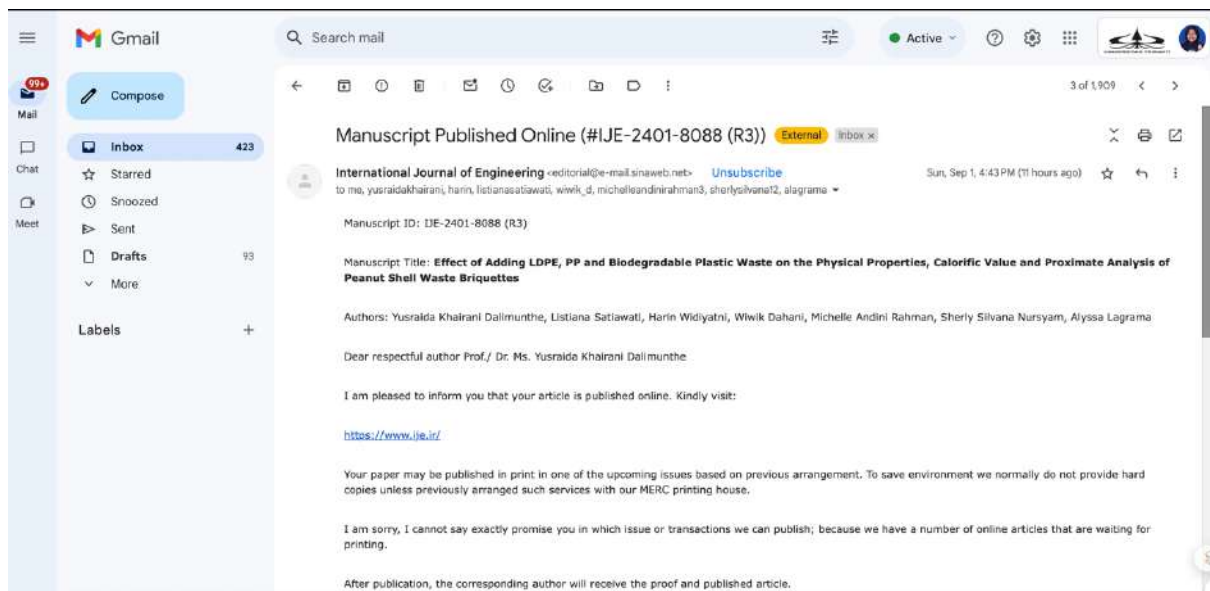 Gmail
Search mail
Active
99+
Mail
Compose
3 of 1,909
Chat
Meet
Inbox 423
Starred
Snoozed
Sent
Drafts 93
More
Labels
Manuscript Published Online (#IJE-2401-8088 (R3)) External Inbox x
International Journal of Engineering <editorial@e-mail.sinaweb.net> Unsubscribe Sun, Sep 1, 4:43 PM (11 hours ago)
to me, yusraidakhairani, harin, listianasatiawati, wiwik_d, michelleandinirahman3, sherlysilvana12, alagrama
Manuscript ID: IJE-2401-8088 (R3)
Manuscript Title: Effect of Adding LDPE, PP and Biodegradable Plastic Waste on the Physical Properties, Calorific Value and Proximate Analysis of
Peanut Shell Waste Briquettes
Authors: Yusraida Khairani Dalimunthe, Listiana Satiawati, Harin Widiyatni, Wiwik Dahani, Michelle Andini Rahman, Sherly Silvana Nursyam, Alyssa Lagrama
Dear respectful author Prof./ Dr. Ms. Yusraida Khairani Dalimunthe
I am pleased to inform you that your article is published online. Kindly visit:
https://www.ije.ir/
Your paper may be published in print in one of the upcoming issues based on previous arrangement. To save environment we normally do not provide hard
copies unless previously arranged such services with our MERC printing house.
I am sorry, I cannot say exactly promise you in which issue or transactions we can publish; because we have a number of online articles that are waiting for
printing.
After publication, the corresponding author will receive the proof and published article.